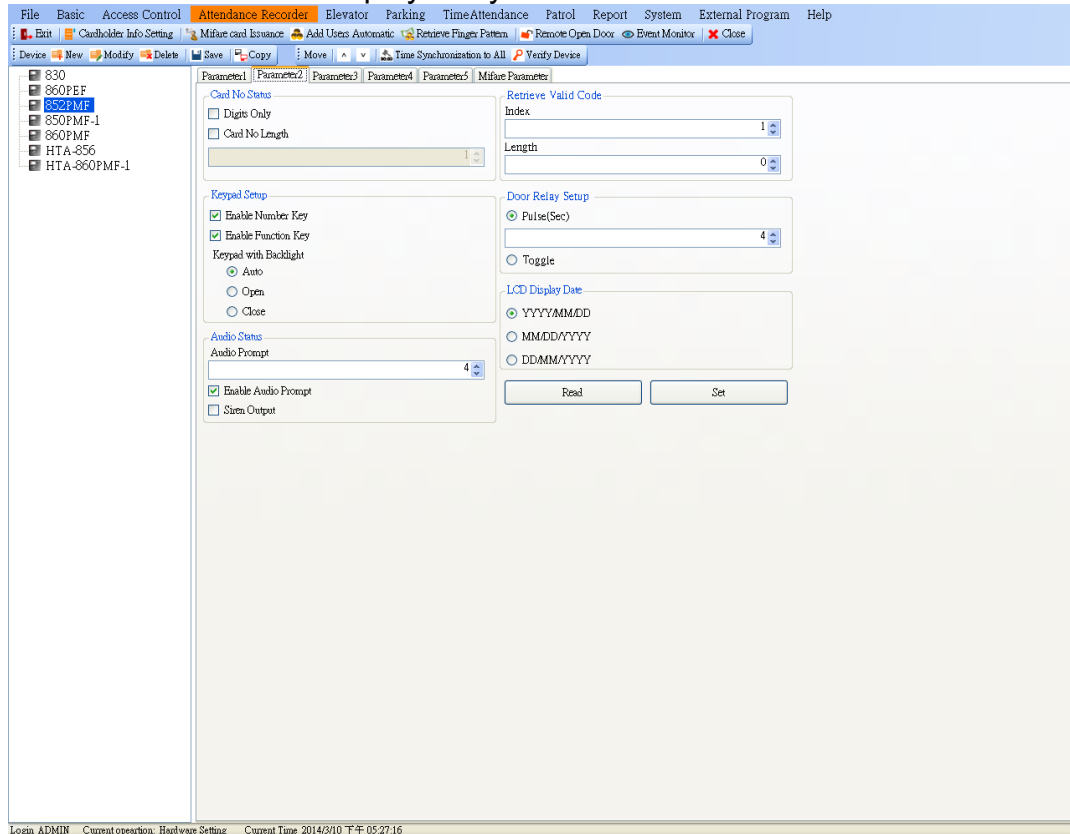 File Basic Access Control Attendance Recorder Elevator Parking TimeAttendance Patrol Report System External Program Help
Exit Cardholder Info Setting Mifare card Issuance Add Users Automatic Retrieve Finger Pattern Remote Open Door Event Monitor Close
Device New Modify Delete Save Copy Move Time Synchronization to All Verify Device
830
860PEF
852PMF
850PMF-1
860PMF
HTA-856
HTA-860PMF-1
Parameter1 Parameter2 Parameter3 Parameter4 Parameter5 Mifare Parameter
Card No Status
Digits Only
Card No Length
1
Keypad Setup
Enable Number Key
Enable Function Key
Keypad with Backlight
Auto
Open
Close
Audio Status
Audio Prompt
4
Enable Audio Prompt
Siren Output
Retrieve Valid Code
Index
1
Length
0
Door Relay Setup
Pulse(Sec)
4
Toggle
LCD Display Date
YYYY/MM/DD
MM/DD/YYYY
DD/MM/YYYY
Read Set
Login ADMIN Current opeartion: Hardware Setting Current Time 2014/3/10 下午 05:27:16